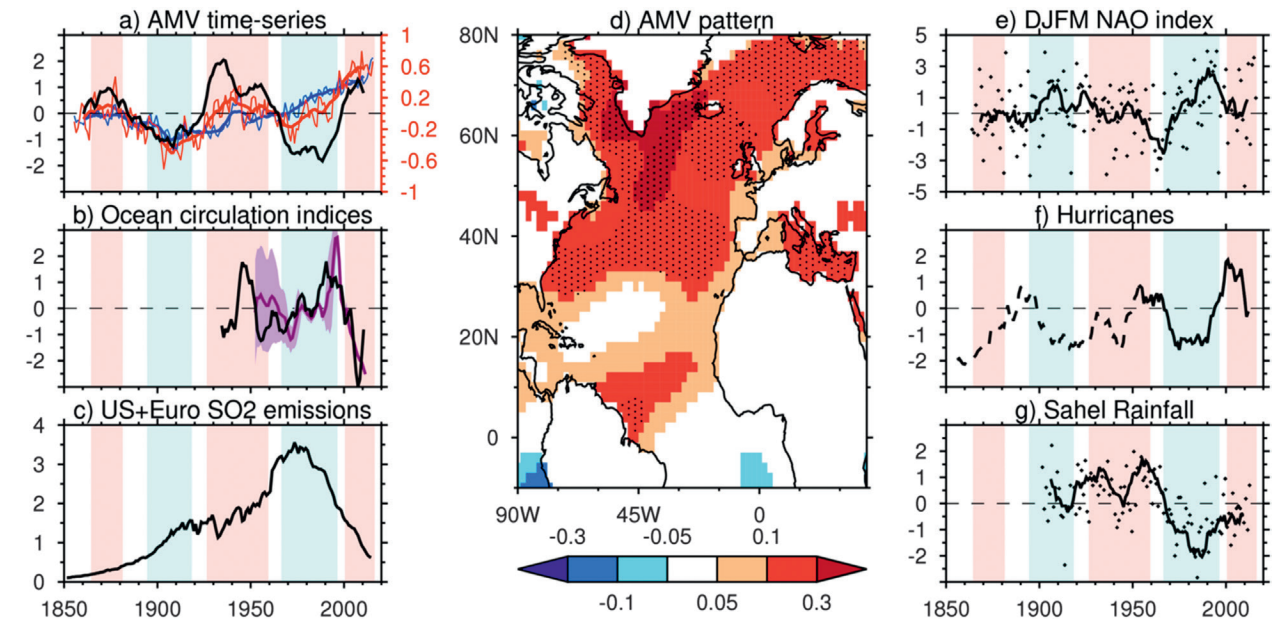 a) AMV time-series
2
1
0
-1
-2
1
0.6
0.2
-0.2
-0.6
-1
b) Ocean circulation indices
2
1
0
-1
-2
c) US+Euro SO2 emissions
4
3
2
1
0
1850 1900 1950 2000
d) AMV pattern
80N
60N
40N
20N
0
90W 45W 0
-0.3 -0.05 0.1
-0.1 0.05 0.3
e) DJFM NAO index
5
3
1
-1
-3
-5
f) Hurricanes
2
1
0
-1
-2
g) Sahel Rainfall
2
1
0
-1
-2
1850 1900 1950 2000